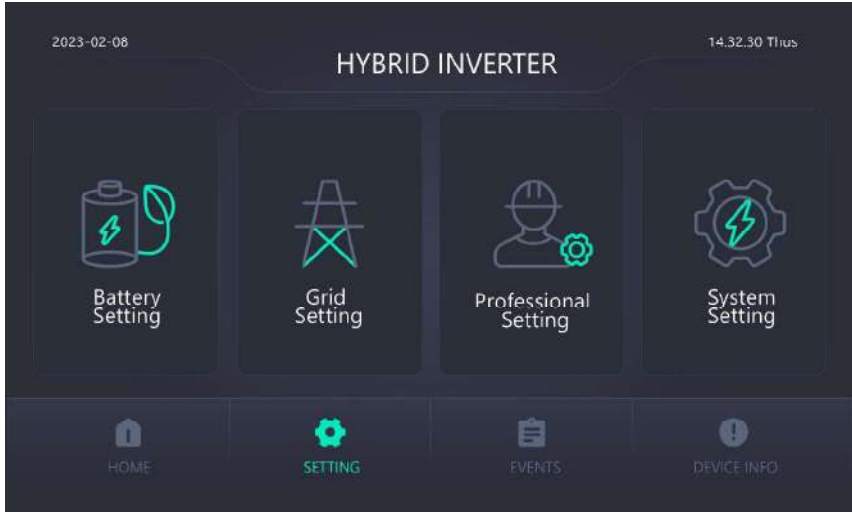 2023-02-08
14.32.30 Thus
HYBRID INVERTER
Battery
Setting
Grid
Setting
Professional
Setting
System
Setting
HOME
SETTING
EVENTS
DEVICE INFO